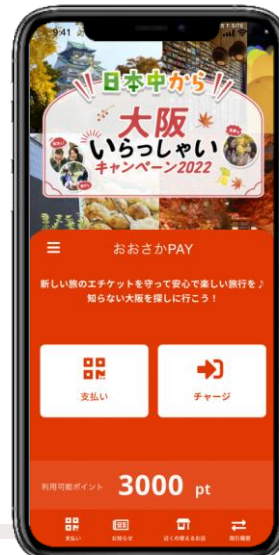 9:41
日本中から
大阪
いらっしゃい
キャンペーン2022
おおさかPAY
新しい旅のエチケットを守って安心で楽しい旅行を♪
知らない大阪を探しに行こう！
支払い
チャージ
利用可能ポイント 3000 pt
支払い お知らせ 近くの使えるお店 取引履歴